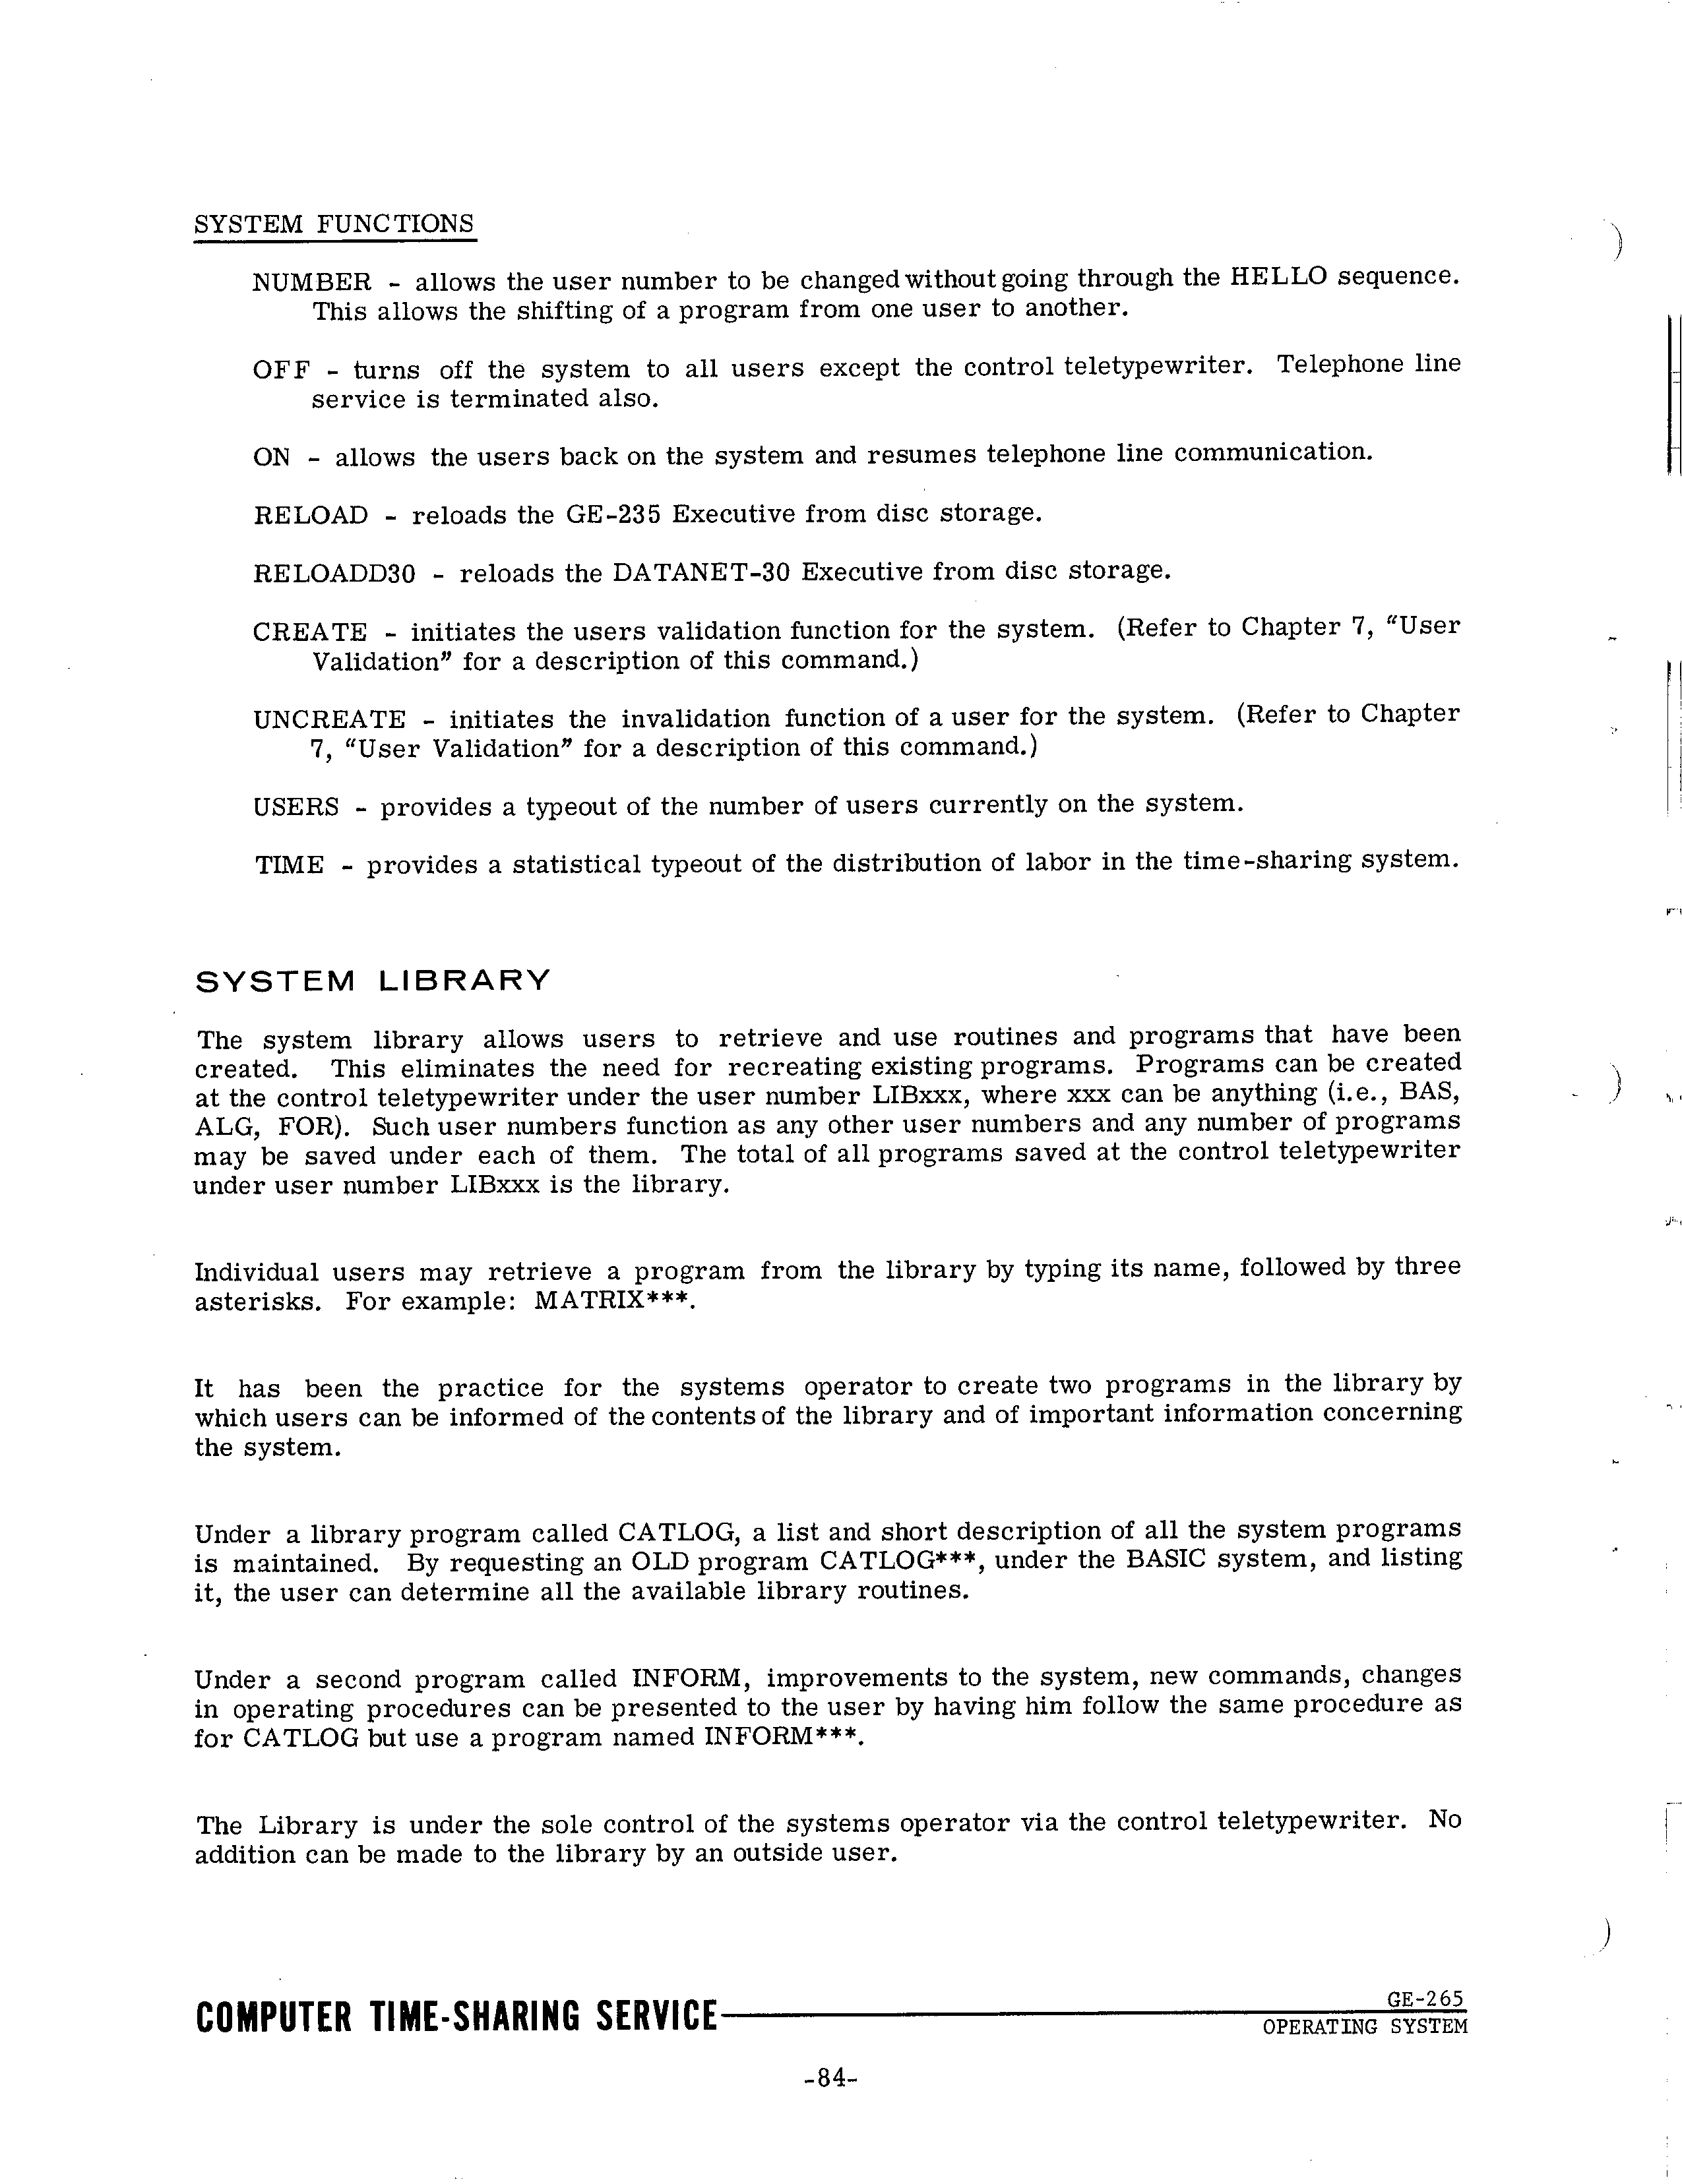 SYSTEM FUNCTIONS
NUMBER - allows the user number to be changed without going through the HELLO sequence.
This allows the shifting of a program from one user to another.
OFF - turns off the system to all users except the control teletypewriter. Telephone line
service is terminated also.
ON - allows the users back on the system and resumes telephone line communication.
RELOAD - reloads the GE-235 Executive from disc storage.
RELOADD30 - reloads the DATANET-30 Executive from disc storage.
CREATE - initiates the users validation function for the system. (Refer to Chapter 7, “User
Validation” for a description of this command.)
UNCREATE - initiates the invalidation function of a user for the system. (Refer to Chapter
7, “User Validation” for a description of this command.)
USERS - provides a typeout of the number of users currently on the system.
TIME - provides a statistical typeout of the distribution of labor in the time-sharing system.
SYSTEM LIBRARY
The system library allows users to retrieve and use routines and programs that have been
created. This eliminates the need for recreating existing programs. Programs can be created
at the control teletypewriter under the user number LIBxxx, where xxx can be anything (i.e., BAS,
ALG, FOR). Such user numbers function as any other user numbers and any number of programs
may be saved under each of them. The total of all programs saved at the control teletypewriter
under user number LIBxxx is the library.
Individual users may retrieve a program from the library by typing its name, followed by three
asterisks. For example: MATRIX***.
It has been the practice for the systems operator to create two programs in the library by
which users can be informed of the contents of the library and of important information concerning
the system.
Under a library program called CATLOG, a list and short description of all the system programs
is maintained. By requesting an OLD program CATLOG***, under the BASIC system, and listing
it, the user can determine all the available library routines.
Under a second program called INFORM, improvements to the system, new commands, changes
in operating procedures can be presented to the user by having him follow the same procedure as
for CATLOG but use a program named INFORM***.
The Library is under the sole control of the systems operator via the control teletypewriter. No
addition can be made to the library by an outside user.
COMPUTER TIME-SHARING SERVICE
GE-265
OPERATING SYSTEM
-84-